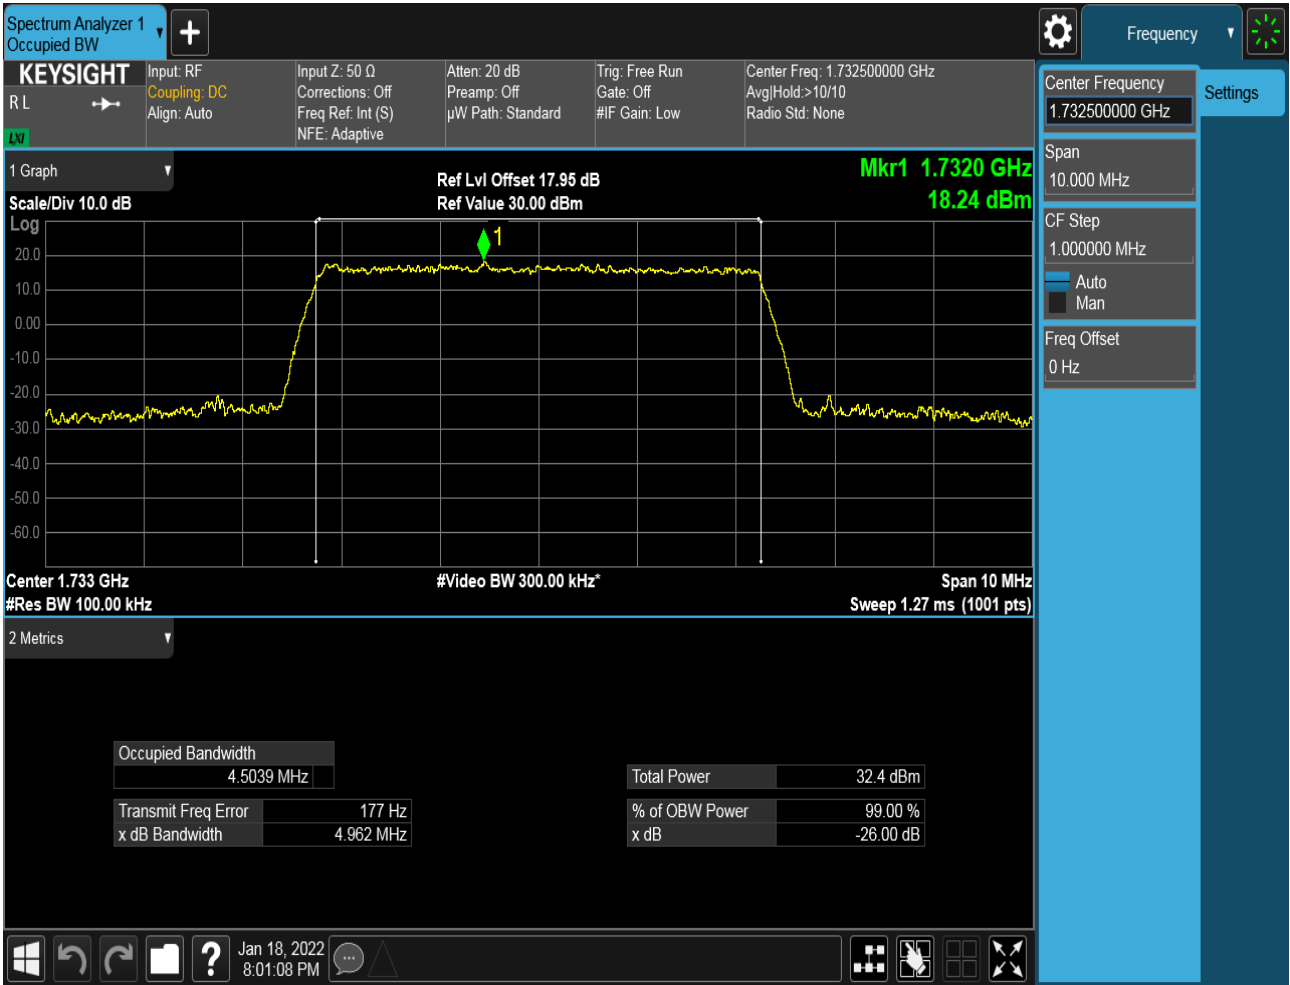 Spectrum Analyzer 1
Occupied BW
Frequency
KEYSIGHT
R L
LXI
Input: RF
Coupling: DC
Align: Auto
Input Z: 50 Ω
Corrections: Off
Freq Ref: Int (S)
NFE: Adaptive
Atten: 20 dB
Preamp: Off
µW Path: Standard
Trig: Free Run
Gate: Off
#IF Gain: Low
Center Freq: 1.732500000 GHz
Avg|Hold:>10/10
Radio Std: None
Center Frequency
1.732500000 GHz
Settings
Span
10.000 MHz
CF Step
1.000000 MHz
Auto
Man
Freq Offset
0 Hz
1 Graph
Scale/Div 10.0 dB
Ref Lvl Offset 17.95 dB
Ref Value 30.00 dBm
Mkr1 1.7320 GHz
18.24 dBm
Log
1
20.0
10.0
0.00
-10.0
-20.0
-30.0
-40.0
-50.0
-60.0
Center 1.733 GHz
#Video BW 300.00 kHz*
Span 10 MHz
#Res BW 100.00 kHz
Sweep 1.27 ms (1001 pts)
2 Metrics
Occupied Bandwidth
4.5039 MHz
Total Power 32.4 dBm
Transmit Freq Error 177 Hz
% of OBW Power 99.00 %
x dB Bandwidth 4.962 MHz
x dB -26.00 dB
?
Jan 18, 2022
8:01:08 PM